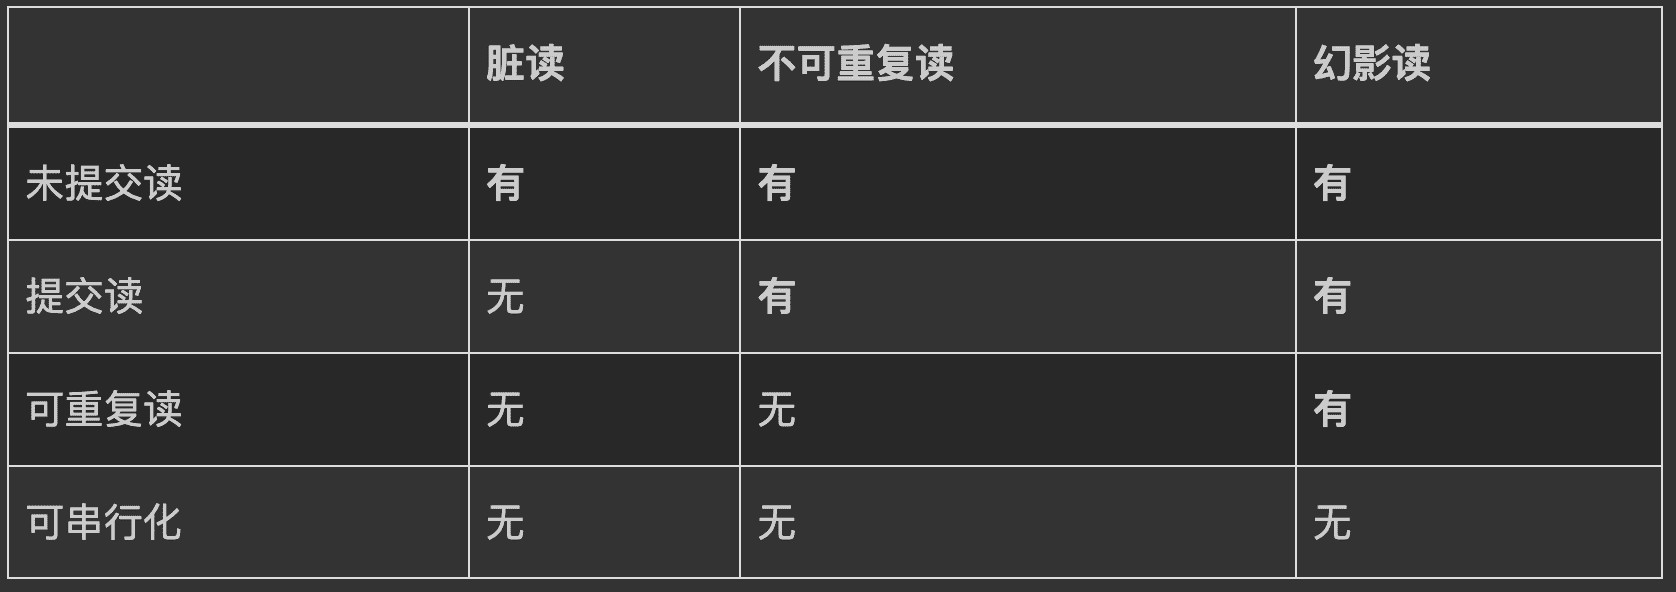 脏读 不可重复读 幻影读
未提交读 有 有 有
提交读 无 有 有
可重复读 无 无 有
可串行化 无 无 无